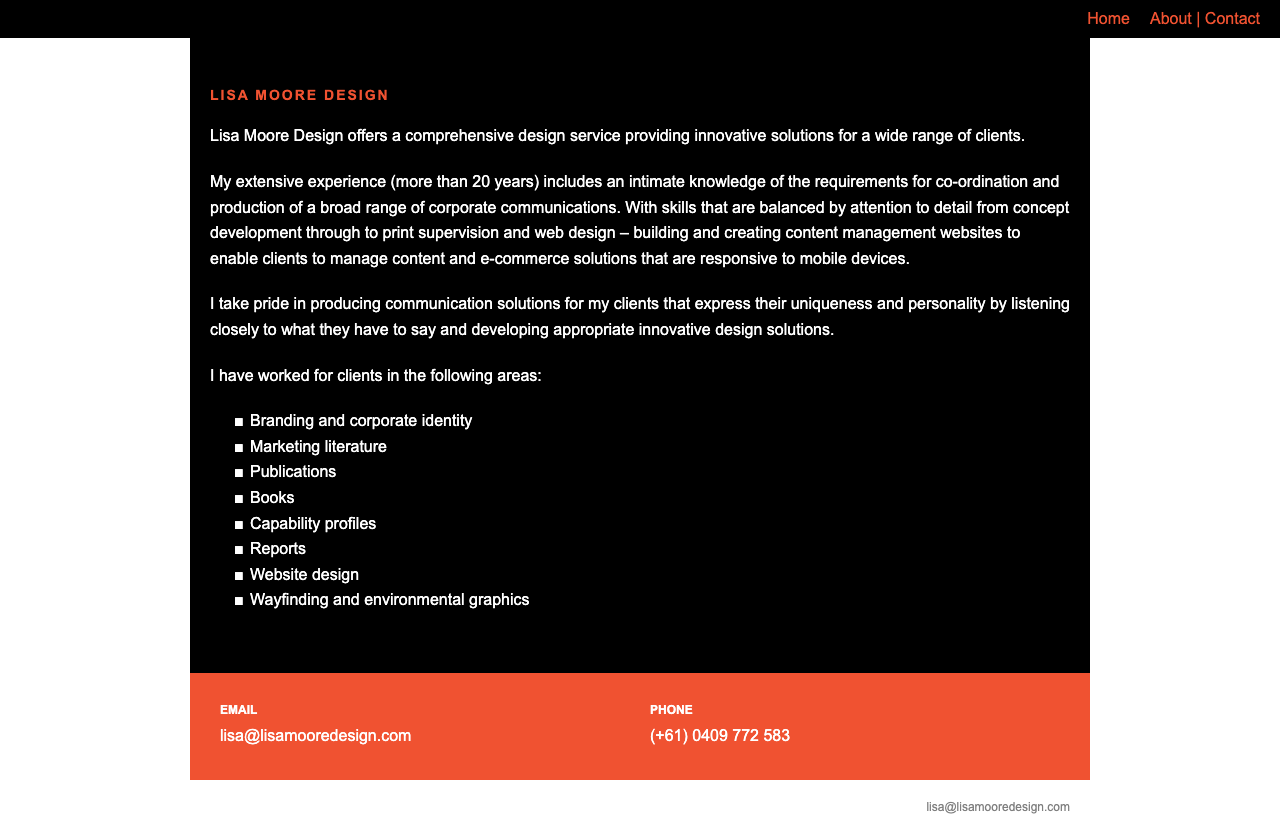 Home About | Contact
LISA MOORE DESIGN
Lisa Moore Design offers a comprehensive design service providing innovative solutions for a wide range of clients.
My extensive experience (more than 20 years) includes an intimate knowledge of the requirements for co-ordination and
production of a broad range of corporate communications. With skills that are balanced by attention to detail from concept
development through to print supervision and web design – building and creating content management websites to
enable clients to manage content and e-commerce solutions that are responsive to mobile devices.
I take pride in producing communication solutions for my clients that express their uniqueness and personality by listening
closely to what they have to say and developing appropriate innovative design solutions.
I have worked for clients in the following areas:
■ Branding and corporate identity
■ Marketing literature
■ Publications
■ Books
■ Capability profiles
■ Reports
■ Website design
■ Wayfinding and environmental graphics
EMAIL
lisa@lisamooredesign.com
PHONE
(+61) 0409 772 583
lisa@lisamooredesign.com